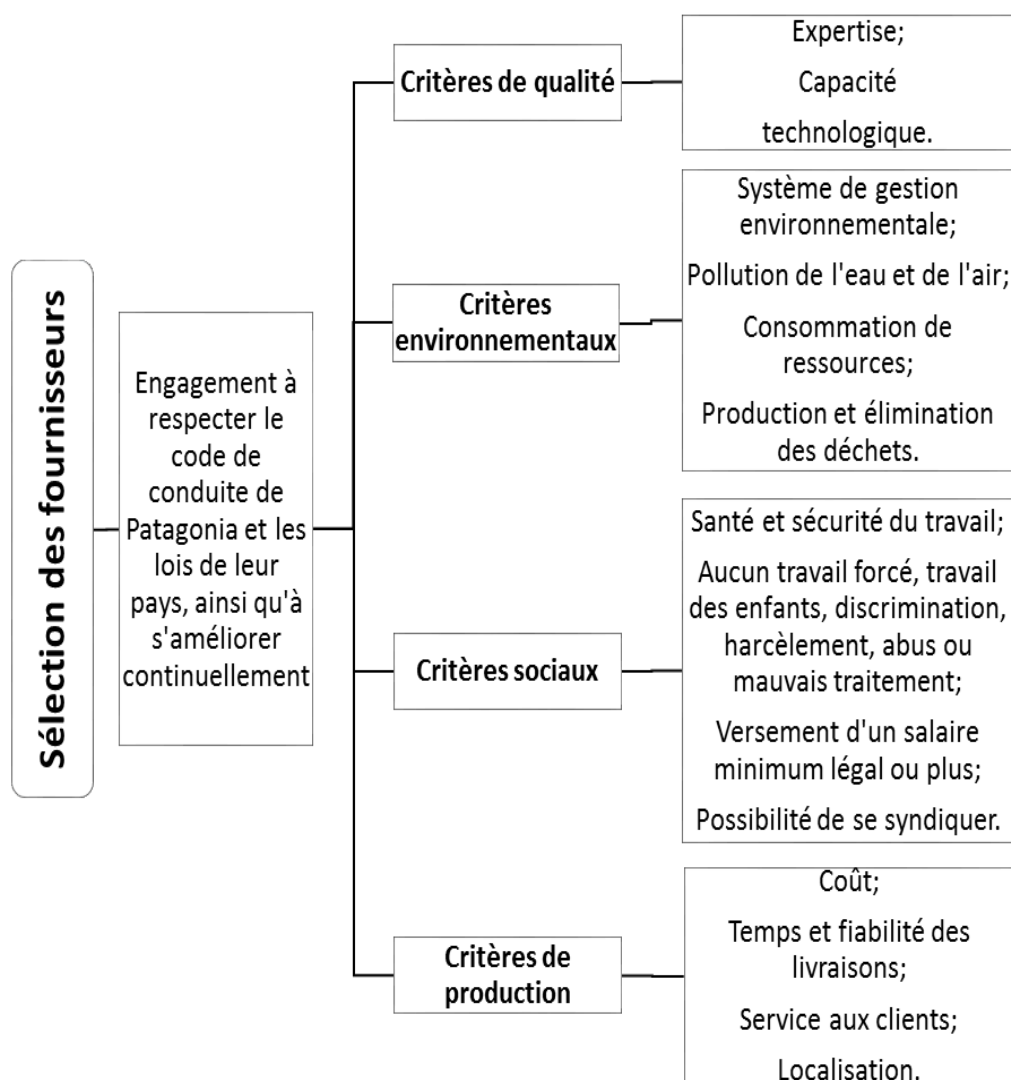 Sélection des fournisseurs
Engagement à
respecter le
code de
conduite de
Patagonia et les
lois de leur
pays, ainsi qu'à
s'améliorer
continuellement
Critères de qualité
Expertise;
Capacité
technologique.
Critères
environnementaux
Système de gestion
environnementale;
Pollution de l'eau et de l'air;
Consommation de
ressources;
Production et élimination
des déchets.
Critères sociaux
Santé et sécurité du travail;
Aucun travail forcé, travail
des enfants, discrimination,
harcèlement, abus ou
mauvais traitement;
Versement d'un salaire
minimum légal ou plus;
Possibilité de se syndiquer.
Critères de
production
Coût;
Temps et fiabilité des
livraisons;
Service aux clients;
Localisation.